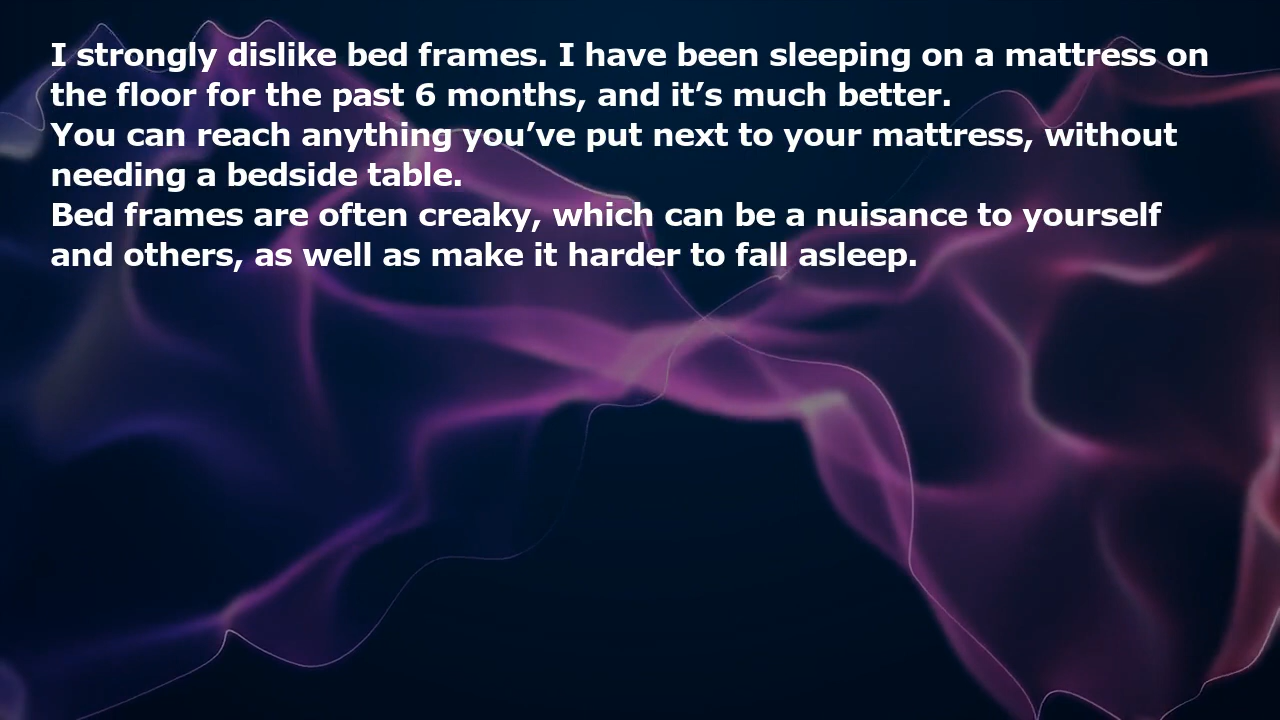 I strongly dislike bed frames. I have been sleeping on a mattress on
the floor for the past 6 months, and it’s much better.
You can reach anything you’ve put next to your mattress, without
needing a bedside table.
Bed frames are often creaky, which can be a nuisance to yourself
and others, as well as make it harder to fall asleep.